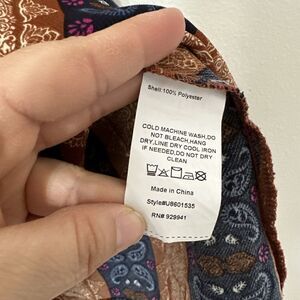 Shell:100% Polyester
COLD MACHINE WASH,DO
NOT BLEACH,HANG
DRY,LINE DRY COOL IRON
IF NEEDED,DO NOT DRY
CLEAN
Made in China
Style#U8601535
RN# 929941